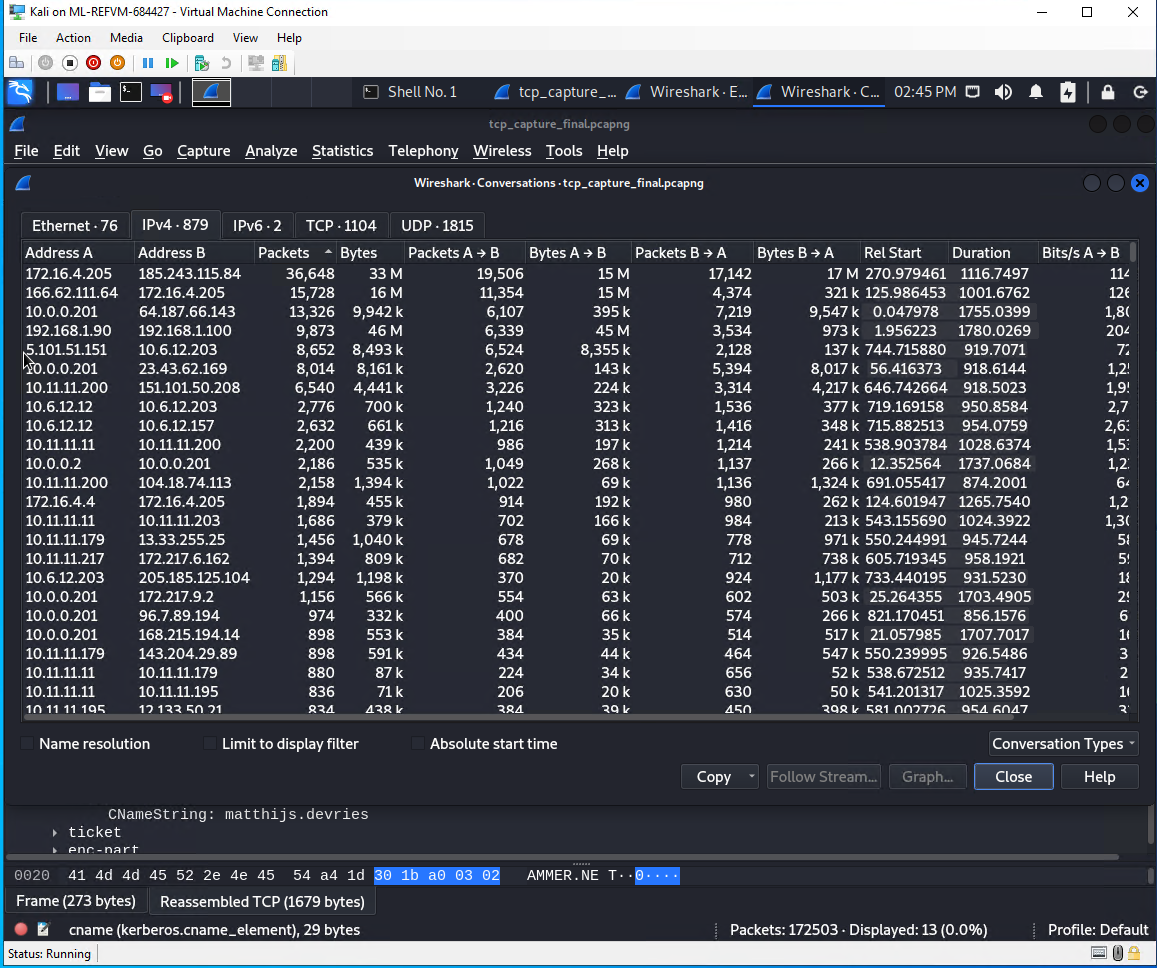 Kali on ML-REFVM-684427 - Virtual Machine Connection
File Action Media Clipboard View Help
Shell No. 1 tcp_capture_... Wireshark · E... Wireshark · C... 02:45 PM
tcp_capture_final.pcapng
File Edit View Go Capture Analyze Statistics Telephony Wireless Tools Help
Wireshark · Conversations · tcp_capture_final.pcapng
Ethernet · 76 IPv4 · 879 IPv6 · 2 TCP · 1104 UDP · 1815
Address A Address B Packets Bytes Packets A → B Bytes A → B Packets B → A Bytes B → A Rel Start Duration Bits/s A → B
172.16.4.205 185.243.115.84 36,648 33 M 19,506 15 M 17,142 17 M 270.979461 1116.7497 114
166.62.111.64 172.16.4.205 15,728 16 M 11,354 15 M 4,374 321 k 125.986453 1001.6762 126
10.0.0.201 64.187.66.143 13,326 9,942 k 6,107 395 k 7,219 9,547 k 0.047978 1755.0399 1,80
192.168.1.90 192.168.1.100 9,873 46 M 6,339 45 M 3,534 973 k 1.956223 1780.0269 204
5.101.51.151 10.6.12.203 8,652 8,493 k 6,524 8,355 k 2,128 137 k 744.715880 919.7071 72
10.0.0.201 23.43.62.169 8,014 8,161 k 2,620 143 k 5,394 8,017 k 56.416373 918.6144 1,25
10.11.11.200 151.101.50.208 6,540 4,441 k 3,226 224 k 3,314 4,217 k 646.742664 918.5023 1,95
10.6.12.12 10.6.12.203 2,776 700 k 1,240 323 k 1,536 377 k 719.169158 950.8584 2,7
10.6.12.12 10.6.12.157 2,632 661 k 1,216 313 k 1,416 348 k 715.882513 954.0759 2,63
10.11.11.11 10.11.11.200 2,200 439 k 986 197 k 1,214 241 k 538.903784 1028.6374 1,53
10.0.0.2 10.0.0.201 2,186 535 k 1,049 268 k 1,137 266 k 12.352564 1737.0684 1,2
10.11.11.200 104.18.74.113 2,158 1,394 k 1,022 69 k 1,136 1,324 k 691.055417 874.2001 64
172.16.4.4 172.16.4.205 1,894 455 k 914 192 k 980 262 k 124.601947 1265.7540 1,2
10.11.11.11 10.11.11.203 1,686 379 k 702 166 k 984 213 k 543.155690 1024.3922 1,30
10.11.11.179 13.33.255.25 1,456 1,040 k 678 69 k 778 971 k 550.244991 945.7244 58
10.11.11.217 172.217.6.162 1,394 809 k 682 70 k 712 738 k 605.719345 958.1921 59
10.6.12.203 205.185.125.104 1,294 1,198 k 370 20 k 924 1,177 k 733.440195 931.5230 18
10.0.0.201 172.217.9.2 1,156 566 k 554 63 k 602 503 k 25.264355 1703.4905 29
10.0.0.201 96.7.89.194 974 332 k 400 66 k 574 266 k 821.170451 856.1576 6
10.0.0.201 168.215.194.14 898 553 k 384 35 k 514 517 k 21.057985 1707.7017 16
10.11.11.179 143.204.29.89 898 591 k 434 44 k 464 547 k 550.239995 926.5486 3
10.11.11.11 10.11.11.179 880 87 k 224 34 k 656 52 k 538.672512 935.7417 2
10.11.11.11 10.11.11.195 836 71 k 206 20 k 630 50 k 541.201317 1025.3592 10
10.11.11.195 12.133.50.21 834 438 k 384 39 k 450 398 k 581.002726 954.6047
Name resolution Limit to display filter Absolute start time Conversation Types
Copy Follow Stream... Graph... Close Help
CNameString: matthijs.devries
ticket
enc-part
0020 41 4d 4d 45 52 2e 4e 45 54 a4 1d 30 1b a0 03 02 AMMER.NE T··0····
Frame (273 bytes) Reassembled TCP (1679 bytes)
cname (kerberos.cname_element), 29 bytes Packets: 172503 · Displayed: 13 (0.0%) Profile: Default
Status: Running